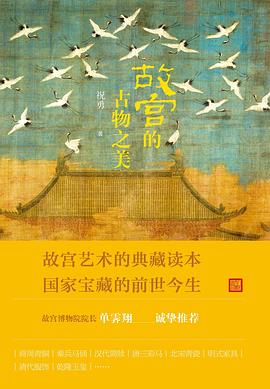 故宫的
古物之美
祝勇 著
故宫艺术的典藏读本
国家宝藏的前世今生
故宫博物院院长 单霁翔 诚挚推荐
｜商周青铜｜秦兵马俑｜汉代简牍｜唐三彩马｜北宋青瓷｜明式家具｜
｜清代服饰｜乾隆玉玺｜……